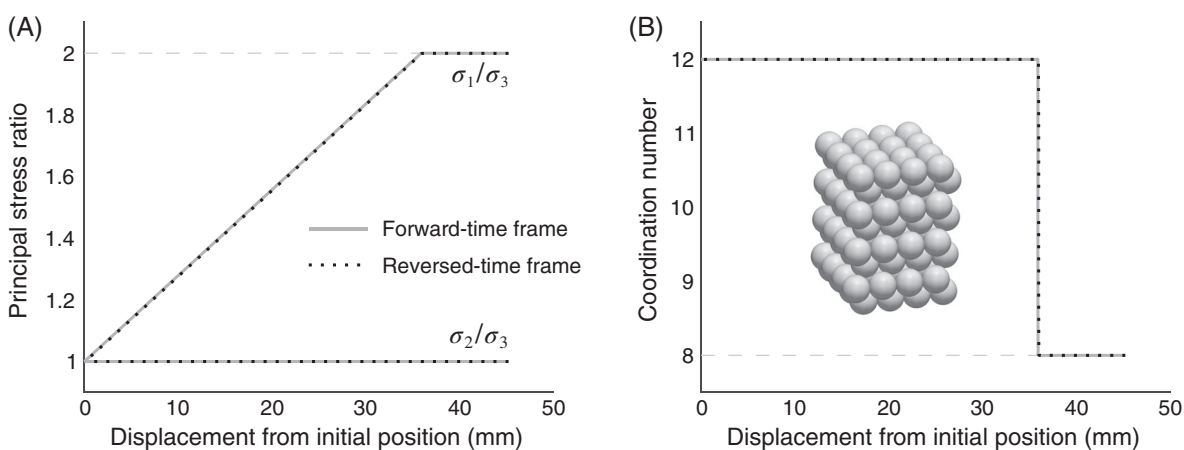 (A)
Principal stress ratio
2
1.8
1.6
1.4
1.2
1
σ₁/σ₃
Forward-time frame
Reversed-time frame
σ₂/σ₃
0 10 20 30 40 50
Displacement from initial position (mm)
(B)
Coordination number
12
11
10
9
8
0 10 20 30 40 50
Displacement from initial position (mm)